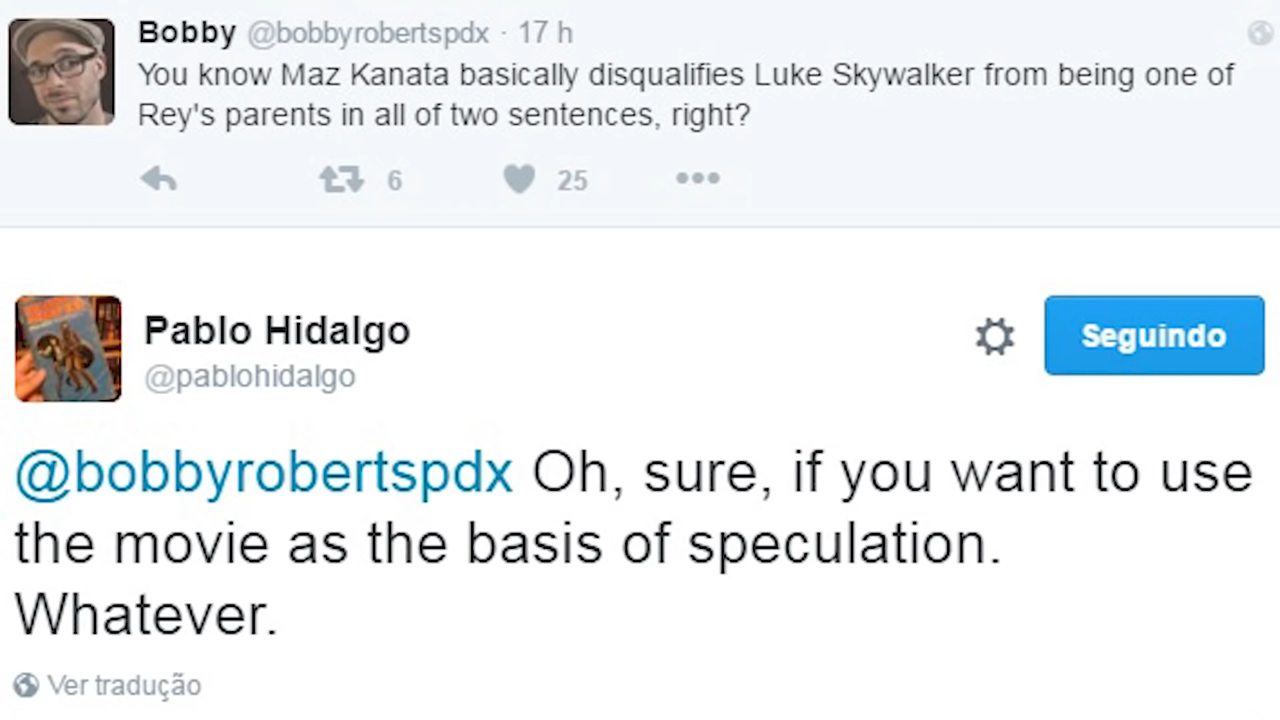 Bobby @bobbyrobertspdx · 17 h
You know Maz Kanata basically disqualifies Luke Skywalker from being one of
Rey's parents in all of two sentences, right?
6 25
Pablo Hidalgo
@pablohidalgo
Seguindo
@bobbyrobertspdx Oh, sure, if you want to use
the movie as the basis of speculation.
Whatever.
Ver tradução